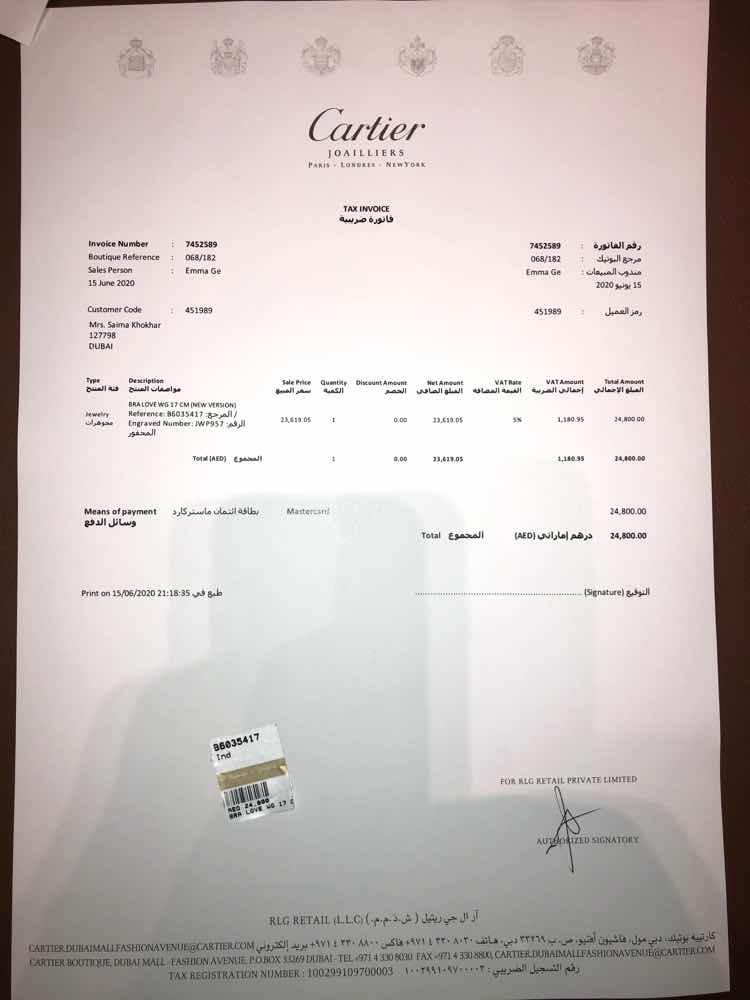 Cartier
JOAILLIERS
PARIS - LONDRES - NEW YORK
TAX INVOICE
فاتورة ضريبية
Invoice Number : 7452589 7452589 : رقم الفاتورة
Boutique Reference : 068/182 068/182 : مرجع البوتيك
Sales Person : Emma Ge Emma Ge : مندوب المبيعات
15 June 2020 15 يونيو 2020
Customer Code : 451989 451989 : رمز العميل
Mrs. Saima Khokhar
127798
DUBAI
Type Description Sale Price Quantity Discount Amount Net Amount VAT Rate VAT Amount Total Amount
فئة المنتج مواصفات المنتج سعر المبيع الكمية الخصم المبلغ الصافي القيمة المضافة إجمالي الضريبة المبلغ الإجمالي
BRA LOVE WG 17 CM (NEW VERSION)
Jewelry Reference: B6035417 :المرجع /
مجوهرات Engraved Number: JWP957 :الرقم 23,619.05 1 0.00 23,619.05 5% 1,180.95 24,800.00
المحفور
Total (AED) المجموع 1 0.00 23,619.05 1,180.95 24,800.00
Means of payment بطاقة ائتمان ماستركارد Mastercard 24,800.00
وسائل الدفع
Total المجموع (AED) درهم إماراتي 24,800.00
Print on 15/06/2020 21:18:35 طبع في
(Signature) التوقيع
B6035417
Ind
AED 24,800
BRA LOVE WG 17 C
FOR RLG RETAIL PRIVATE LIMITED
AUTHORIZED SIGNATORY
RLG RETAIL (L.L.C) (.آر ال جي ريتيل ( ش.ذ.م.م
كارتييه بوتيك، دبي مول، فاشيون أفنيو، ص.ب ٣٣٢٦٩ دبي، هاتف ٨٠٣٠ ٣٣٠ ٤ ٩٧١+ فاكس ٨٨٠٠ ٣٣٠ ٤ ٩٧١+ بريد إلكتروني CARTIER.DUBAIMALLFASHIONAVENUE@CARTIER.COM
CARTIER BOUTIQUE, DUBAI MALL - FASHION AVENUE, P.O.BOX 33269 DUBAI - TEL +971 4 330 8030 FAX +971 4 330 8800, CARTIER.DUBAIMALLFASHIONAVENUE@CARTIER.COM
TAX REGISTRATION NUMBER : 100299109700003 رقم التسجيل الضريبي : ١٠٠٢٩٩١٠٩٧٠٠٠٠٣